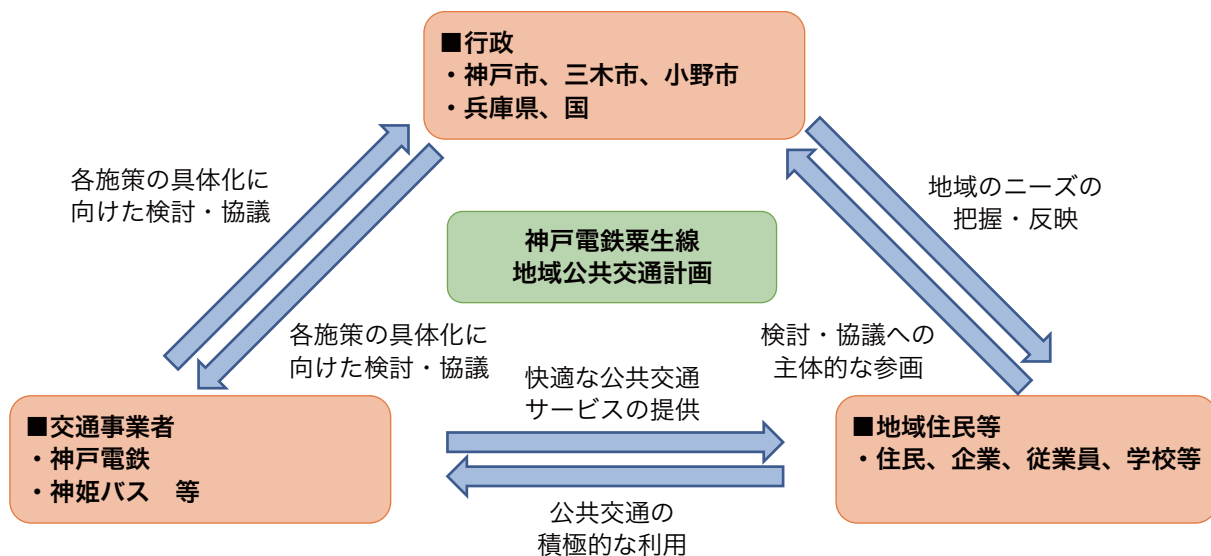 ■行政
・神戸市、三木市、小野市
・兵庫県、国
各施策の具体化に
向けた検討・協議
地域のニーズの
把握・反映
神戸電鉄粟生線
地域公共交通計画
各施策の具体化に
向けた検討・協議
検討・協議への
主体的な参画
快適な公共交通
サービスの提供
■交通事業者
・神戸電鉄
・神姫バス　等
■地域住民等
・住民、企業、従業員、学校等
公共交通の
積極的な利用